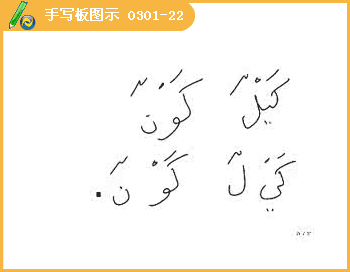 手写板图示 0301-22
كَيْلٌ كَوْنٌ
كَيْ لٌ كَوْ نٌ.